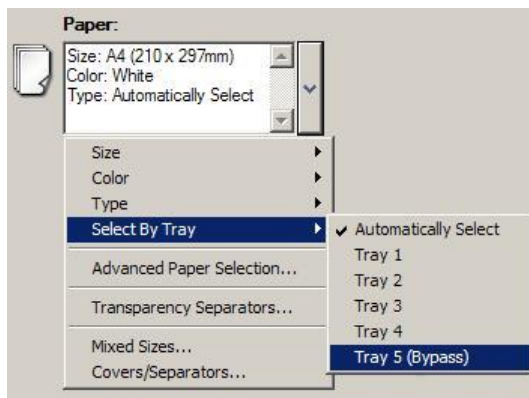 Paper:
Size: A4 (210 x 297mm)
Color: White
Type: Automatically Select
Size
Color
Type
Select By Tray
Advanced Paper Selection...
Transparency Separators...
Mixed Sizes...
Covers/Separators...
Automatically Select
Tray 1
Tray 2
Tray 3
Tray 4
Tray 5 (Bypass)